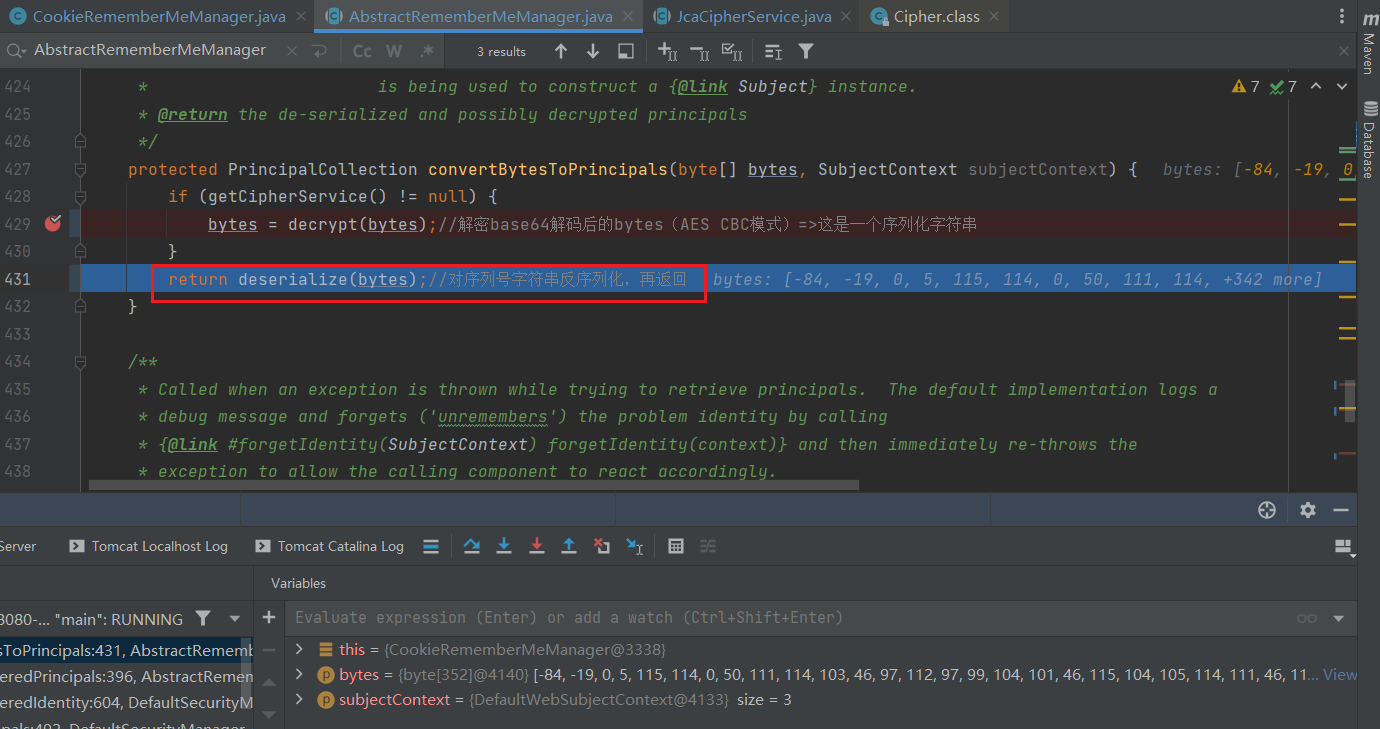 CookieRememberMeManager.java AbstractRememberMeManager.java JcaCipherService.java Cipher.class
AbstractRememberMeManager Cc W .* 3 results
Maven
Database
424 * is being used to construct a {@link Subject} instance. 7 7
425 * @return the de-serialized and possibly decrypted principals
426 */
427 protected PrincipalCollection convertBytesToPrincipals(byte[] bytes, SubjectContext subjectContext) { bytes: [-84, -19, 0
428 if (getCipherService() != null) {
429 bytes = decrypt(bytes);//解密base64解码后的bytes（AES CBC模式）=>这是一个序列化字符串
430 }
431 return deserialize(bytes);//对序列号字符串反序列化，再返回 bytes: [-84, -19, 0, 5, 115, 114, 0, 50, 111, 114, +342 more]
432 }
433
434 /**
435 * Called when an exception is thrown while trying to retrieve principals. The default implementation logs a
436 * debug message and forgets ('unremembers') the problem identity by calling
437 * {@link #forgetIdentity(SubjectContext) forgetIdentity(context)} and then immediately re-throws the
438 * exception to allow the calling component to react accordingly.
Server Tomcat Localhost Log Tomcat Catalina Log
Variables
8080-... "main": RUNNING
Evaluate expression (Enter) or add a watch (Ctrl+Shift+Enter)
sToPrincipals:431, AbstractRememb
this = {CookieRememberMeManager@3338}
eredPrincipals:396, AbstractRemem
bytes = {byte[352]@4140} [-84, -19, 0, 5, 115, 114, 0, 50, 111, 114, 103, 46, 97, 112, 97, 99, 104, 101, 46, 115, 104, 105, 114, 111, 46, 11... View
eredIdentity:604, DefaultSecurityM
subjectContext = {DefaultWebSubjectContext@4133} size = 3
ipals:492, DefaultSecurityManager